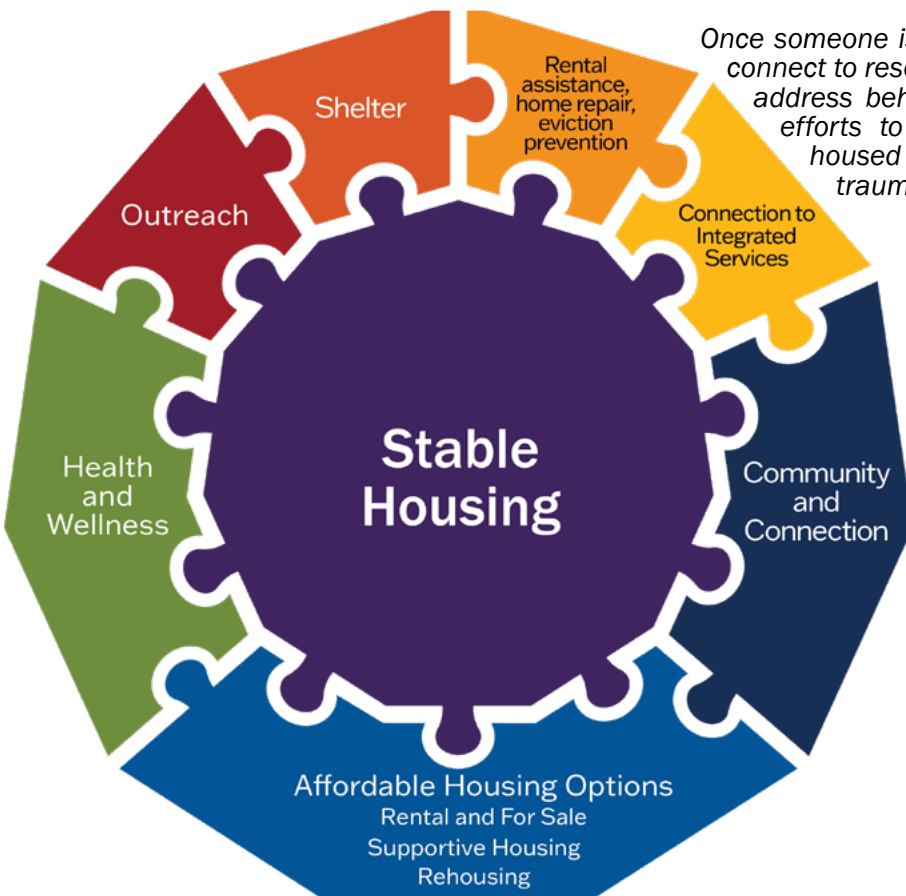 Once someone is
connect to
address
efforts to
housed
Rental
assistance,
home repair,
eviction
prevention
Shelter
Outreach
Connection to
Integrated
Services
Stable
Housing
Health
and
Wellness
Community
and
Connection
Affordable Housing Options
Rental and For Sale
Supportive Housing
Rehousing